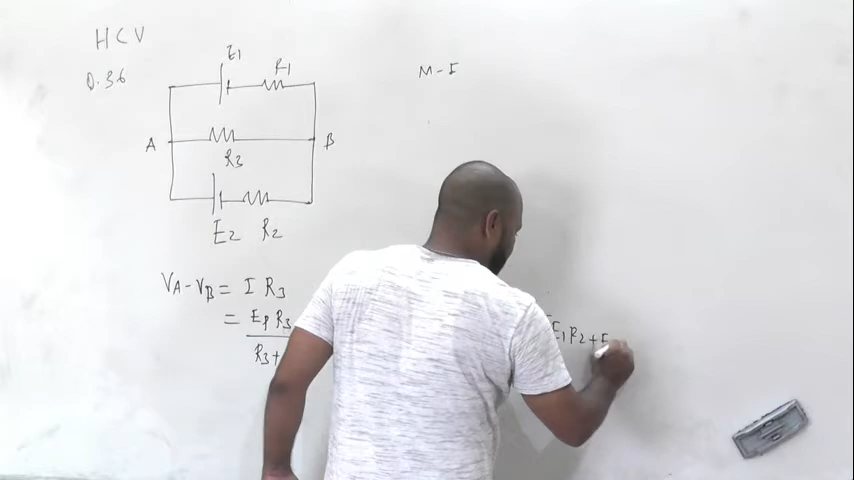 HCV
Q.36
E1
R1
M-I
A
B
R3
E2 R2
VA-VB = I R3
= EP R3
R3+
E1R2+E